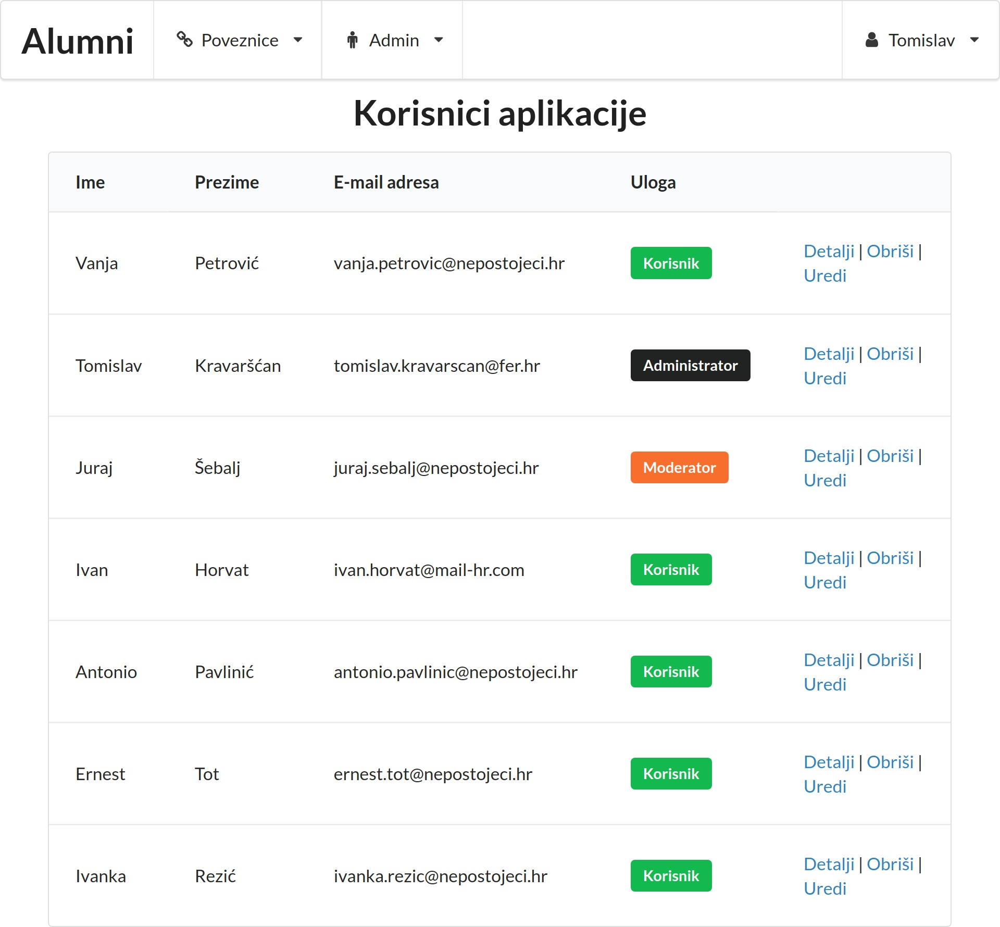 Alumni Poveznice Admin Tomislav
Korisnici aplikacije
Ime Prezime E-mail adresa Uloga
Vanja Petrović vanja.petrovic@nepostojeci.hr Korisnik Detalji | Obriši |
Uredi
Tomislav Kravaršćan tomislav.kravarscan@fer.hr Administrator Detalji | Obriši |
Uredi
Juraj Šebalj juraj.sebalj@nepostojeci.hr Moderator Detalji | Obriši |
Uredi
Ivan Horvat ivan.horvat@mail-hr.com Korisnik Detalji | Obriši |
Uredi
Antonio Pavlinić antonio.pavlinic@nepostojeci.hr Korisnik Detalji | Obriši |
Uredi
Ernest Tot ernest.tot@nepostojeci.hr Korisnik Detalji | Obriši |
Uredi
Ivanka Rezić ivanka.rezic@nepostojeci.hr Korisnik Detalji | Obriši |
Uredi